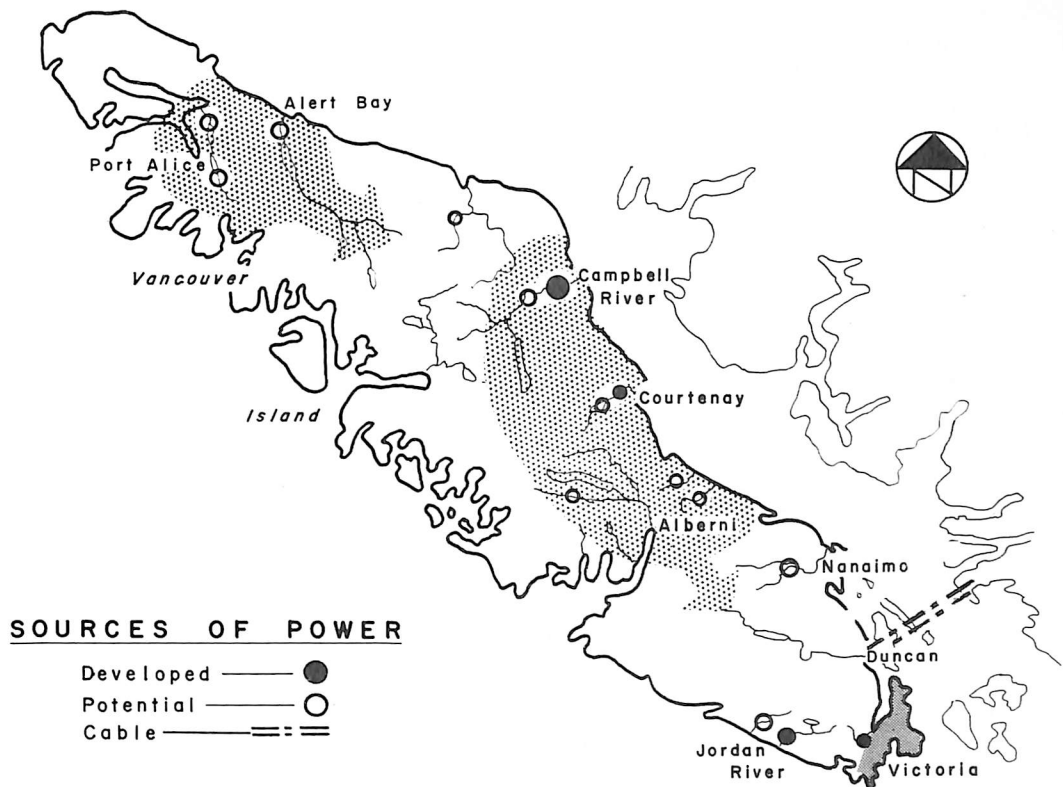 Alert Bay
Port Alice
Vancouver
Campbell
River
Island
Courtenay
Alberni
Nanaimo
SOURCES OF POWER
Developed
Potential
Cable
Duncan
Jordan
River
Victoria